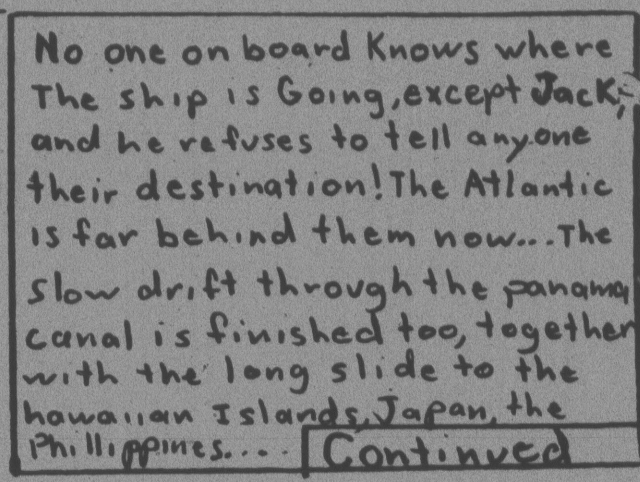 No one on board Knows where
The ship is Going, except Jack,
and he refuses to tell anyone
their destination! The Atlantic
is far behind them now... The
slow drift through the panama
canal is finished too, together
with the long slide to the
hawaiian Islands, Japan, the
Phillippines....
Continued